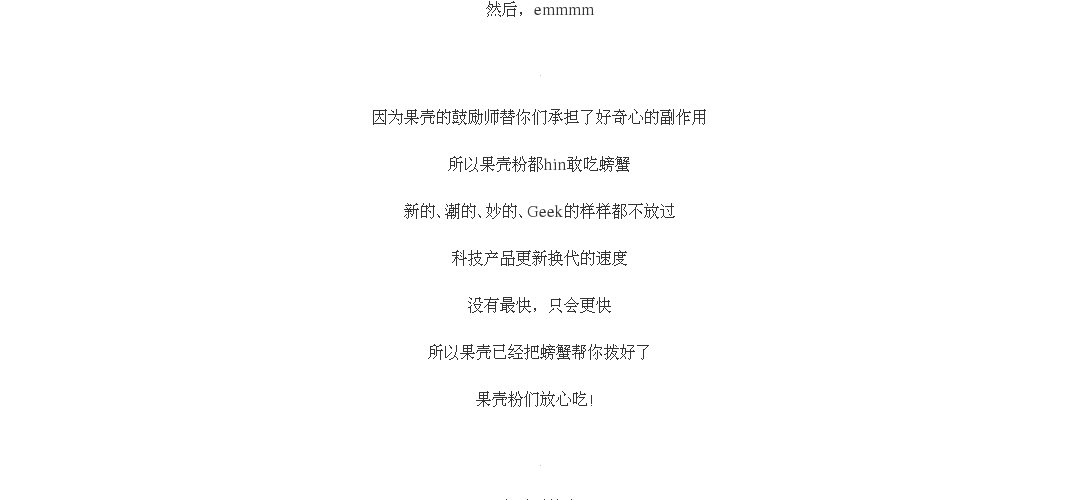 然后，emmmm
因为果壳的鼓励师替你们承担了好奇心的副作用
所以果壳粉都hin敢吃螃蟹
新的、潮的、妙的、Geek的样样都不放过
科技产品更新换代的速度
没有最快，只会更快
所以果壳已经把螃蟹帮你拨好了
果壳粉们放心吃！